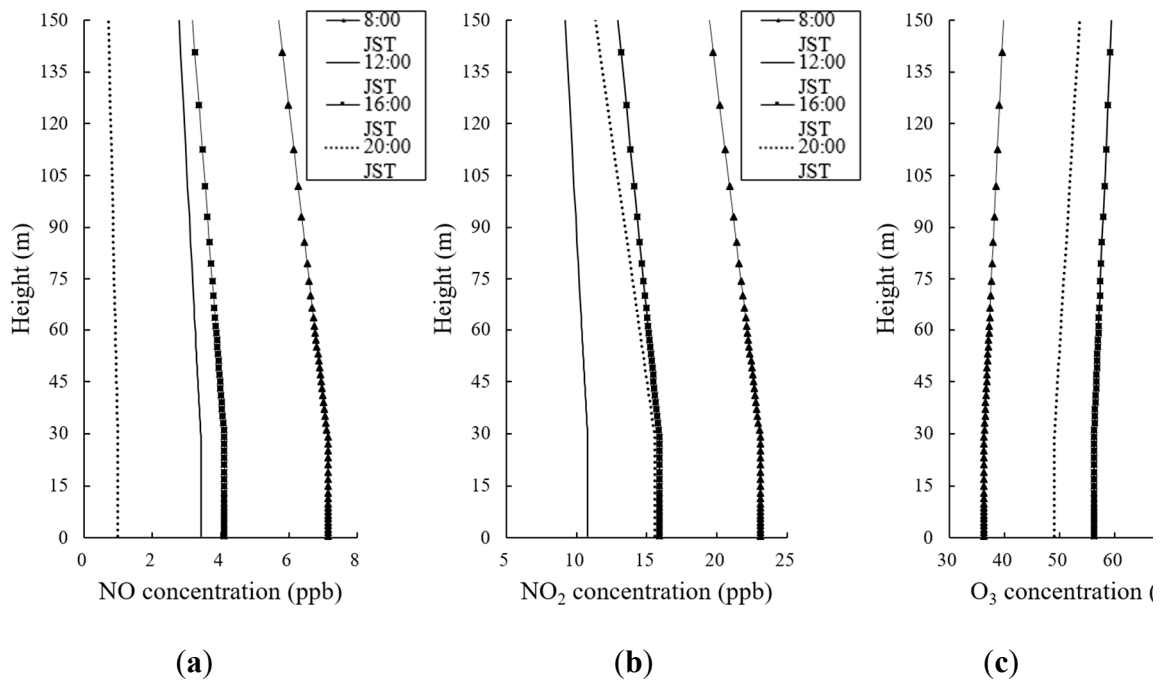 150
135
120
105
90
75
60
45
30
15
0
Height (m)
0 2 4 6 8
NO concentration (ppb)
8:00
JST
12:00
JST
16:00
JST
20:00
JST
(a)
150
135
120
105
90
75
60
45
30
15
0
Height (m)
5 10 15 20 25
NO₂ concentration (ppb)
8:00
JST
12:00
JST
16:00
JST
20:00
JST
(b)
150
135
120
105
90
75
60
45
30
15
0
Height (m)
30 40 50 60
O₃ concentration (
(c)